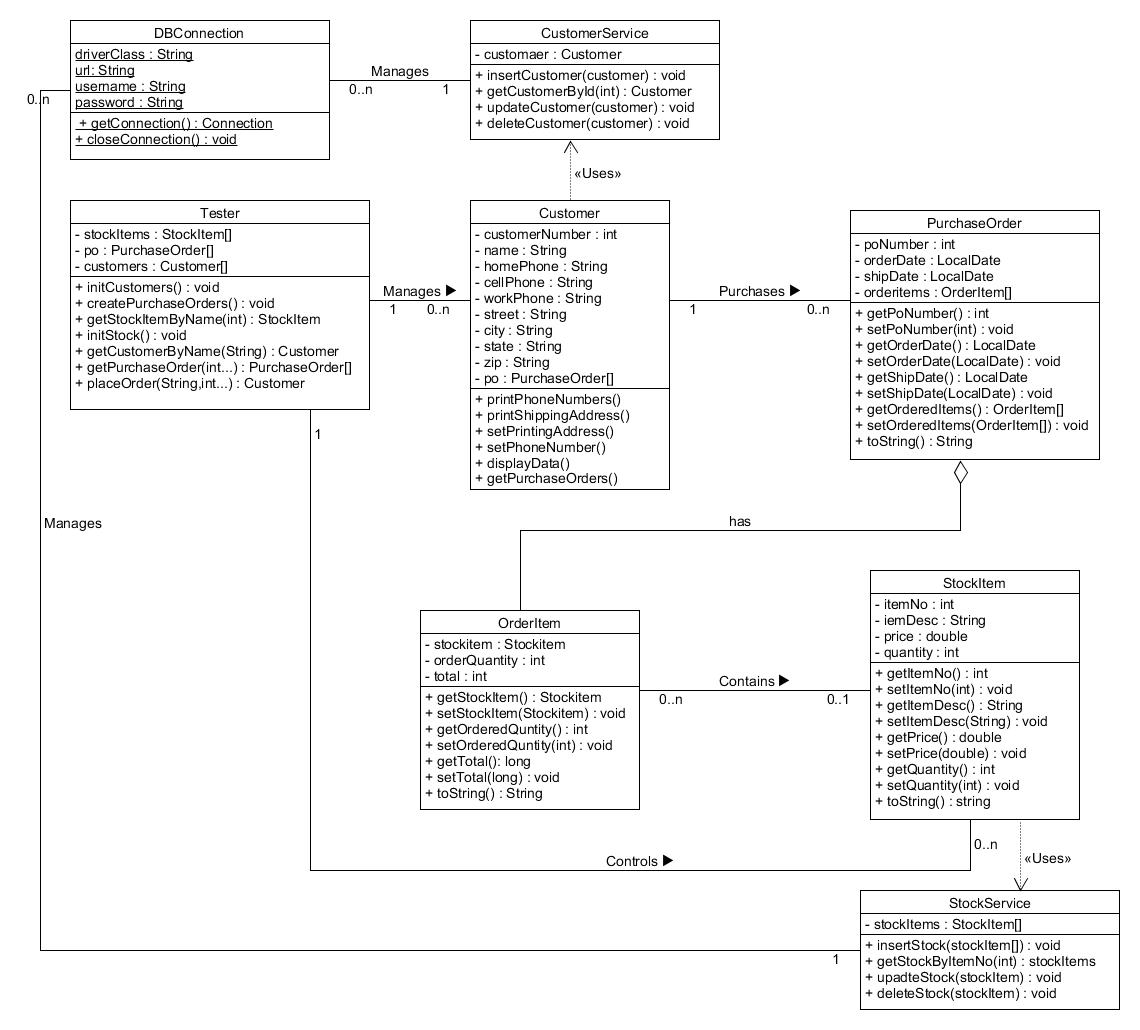 DBConnection
driverClass : String
url: String
username : String
password : String
+ getConnection() : Connection
+ closeConnection() : void
0..n
Manages
0..n
1
CustomerService
- customaer : Customer
+ insertCustomer(customer) : void
+ getCustomerById(int) : Customer
+ updateCustomer(customer) : void
+ deleteCustomer(customer) : void
«Uses»
Tester
- stockItems : StockItem[]
- po : PurchaseOrder[]
- customers : Customer[]
+ initCustomers() : void
+ createPurchaseOrders() : void
+ getStockItemByName(int) : StockItem
+ initStock() : void
+ getCustomerByName(String) : Customer
+ getPurchaseOrder(int...) : PurchaseOrder[]
+ placeOrder(String,int...) : Customer
Manages
1
0..n
Customer
- customerNumber : int
- name : String
- homePhone : String
- cellPhone : String
- workPhone : String
- street : String
- city : String
- state : String
- zip : String
- po : PurchaseOrder[]
+ printPhoneNumbers()
+ printShippingAddress()
+ setPrintingAddress()
+ setPhoneNumber()
+ displayData()
+ getPurchaseOrders()
Purchases
1
0..n
PurchaseOrder
- poNumber : int
- orderDate : LocalDate
- shipDate : LocalDate
- orderitems : OrderItem[]
+ getPoNumber() : int
+ setPoNumber(int) : void
+ getOrderDate() : LocalDate
+ setOrderDate(LocalDate) : void
+ getShipDate() : LocalDate
+ setShipDate(LocalDate) : void
+ getOrderedItems() : OrderItem[]
+ setOrderedItems(OrderItem[]) : void
+ toString() : String
1
Manages
has
OrderItem
- stockitem : Stockitem
- orderQuantity : int
- total : int
+ getStockItem() : Stockitem
+ setStockItem(Stockitem) : void
+ getOrderedQuntity() : int
+ setOrderedQuntity(int) : void
+ getTotal(): long
+ setTotal(long) : void
+ toString() : String
Contains
0..n
0..1
StockItem
- itemNo : int
- iemDesc : String
- price : double
- quantity : int
+ getItemNo() : int
+ setItemNo(int) : void
+ getItemDesc() : String
+ setItemDesc(String) : void
+ getPrice() : double
+ setPrice(double) : void
+ getQuantity() : int
+ setQuantity(int) : void
+ toString() : string
0..n
Controls
«Uses»
StockService
- stockItems : StockItem[]
+ insertStock(stockItem[]) : void
+ getStockByItemNo(int) : stockItems
+ upadteStock(stockItem) : void
+ deleteStock(stockItem) : void
1